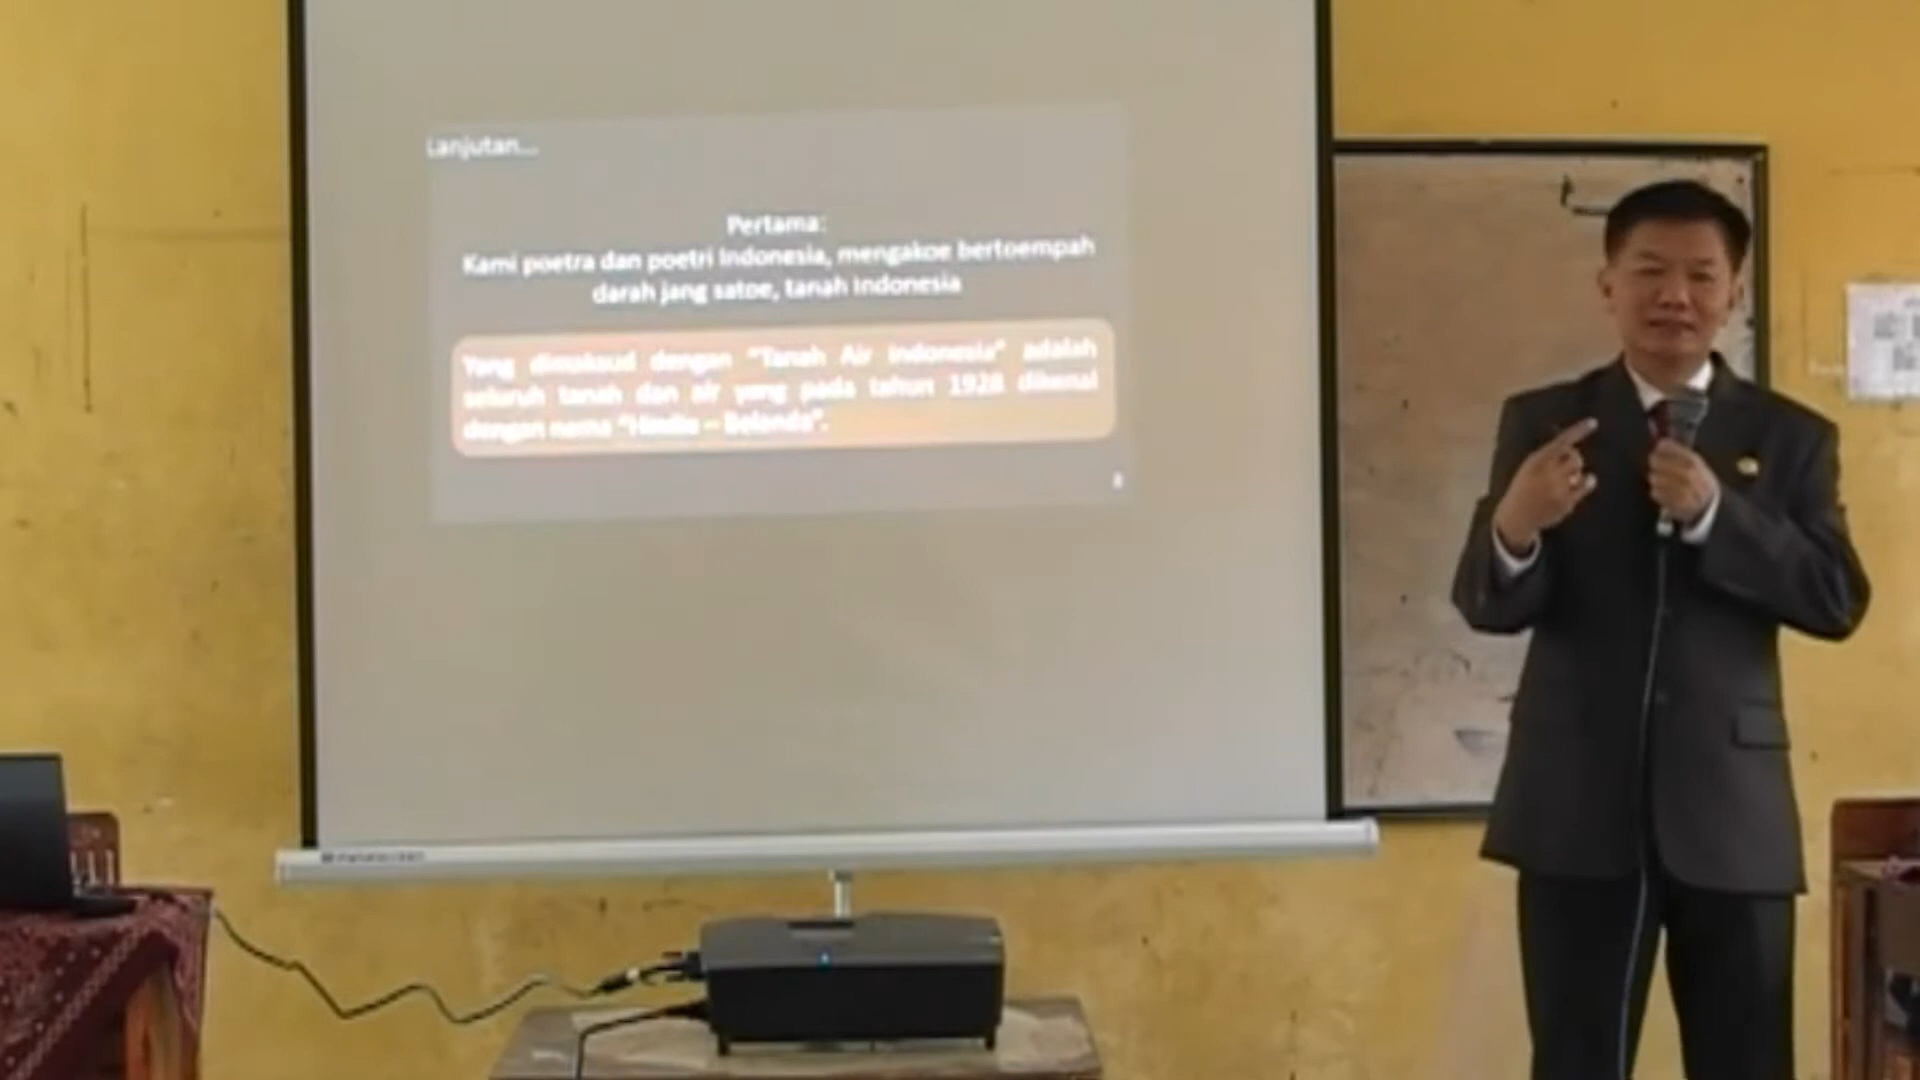 Lanjutan...
Pertama:
Kami poetra dan poetri Indonesia, mengakoe bertoempah
darah jang satoe, tanah Indonesia
Yang dimaksud dengan "Tanah Air Indonesia" adalah
seluruh tanah dan air yang pada tahun 1928 dikenal
dengan nama "Hindia – Belanda".